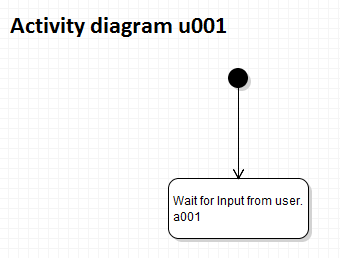 Activity diagram u001
Wait for Input from user.
a001